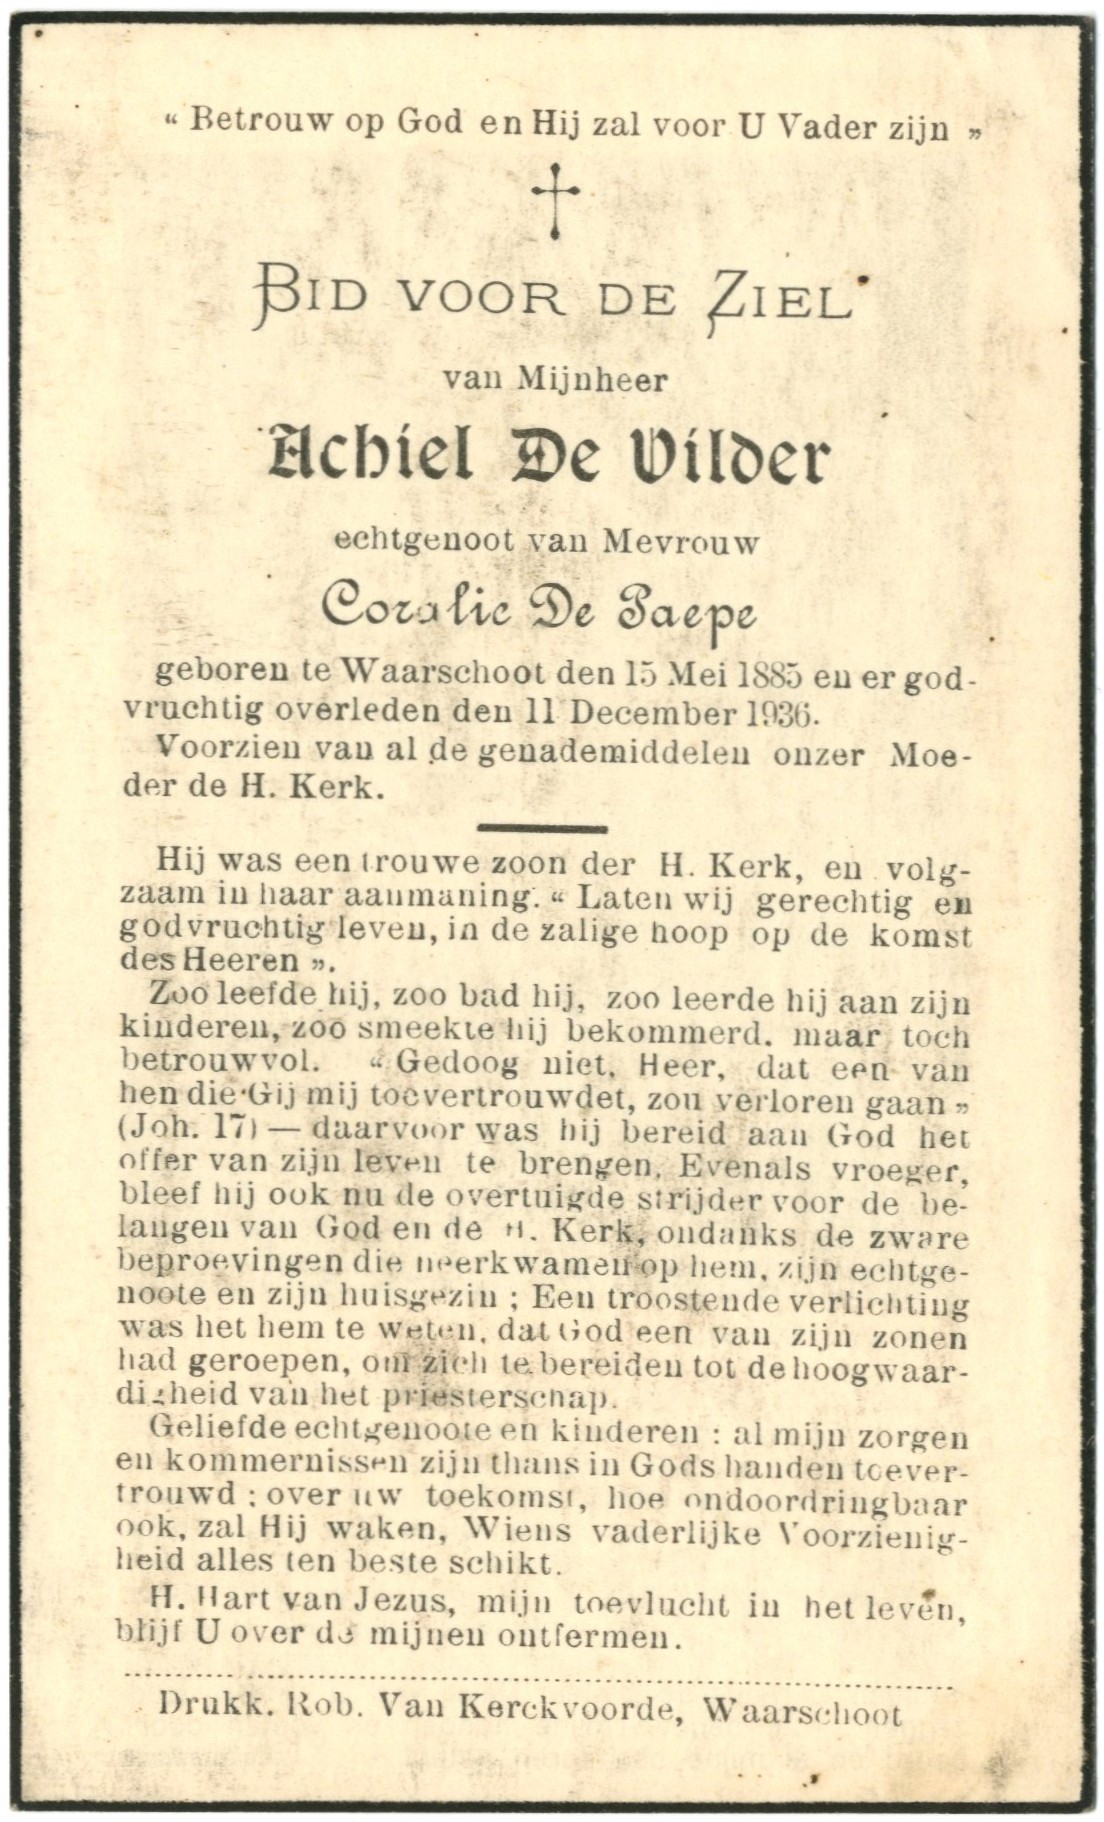 “ Betrouw op God en Hij zal voor U Vader zijn „
Bid voor de Ziel
van Mijnheer
Achiel De Vilder
echtgenoot van Mevrouw
Coralie De Paepe
geboren te Waarschoot den 15 Mei 1885 en er god-
vruchtig overleden den 11 December 1936.
Voorzien van al de genademiddelen onzer Moe-
der de H. Kerk.
Hij was een trouwe zoon der H. Kerk, en volg-
zaam in haar aanmaning. “ Laten wij gerechtig en
godvruchtig leven, in de zalige hoop op de komst
des Heeren „.
Zoo leefde hij, zoo bad hij, zoo leerde hij aan zijn
kinderen, zoo smeekte hij bekommerd. maar toch
betrouwvol. “ Gedoog niet, Heer, dat een van
hen die Gij mij toevertrouwdet, zou verloren gaan „
(Joh. 17) — daarvoor was hij bereid aan God het
offer van zijn leven te brengen. Evenals vroeger,
bleef hij ook nu de overtuigde strijder voor de be-
langen van God en de H. Kerk, ondanks de zware
beproevingen die neerkwamen op hem, zijn echtge-
noote en zijn huisgezin ; Een troostende verlichting
was het hem te weten, dat God een van zijn zonen
had geroepen, om zich te bereiden tot de hoogwaar-
digheid van het priesterschap.
Geliefde echtgenoote en kinderen : al mijn zorgen
en kommernissen zijn thans in Gods handen toever-
trouwd : over uw toekomst, hoe ondoordringbaar
ook, zal Hij waken, Wiens vaderlijke Voorzienig-
heid alles ten beste schikt.
H. Hart van Jezus, mijn toevlucht in het leven,
blijf U over de mijnen ontfermen.
Drukk. Rob. Van Kerckvoorde, Waarschoot